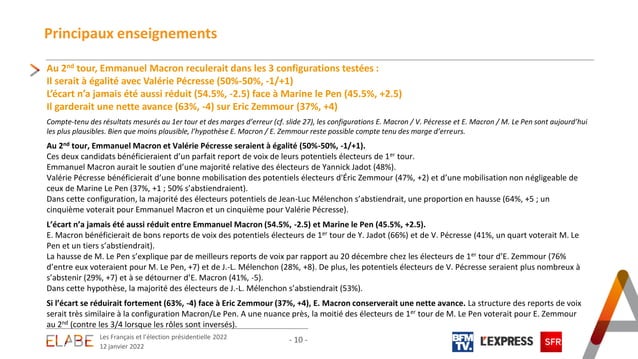 Principaux enseignements
Au 2nd tour, Emmanuel Macron reculerait dans les 3 configurations testées :
Il serait à égalité avec Valérie Pécresse (50%-50%, -1/+1)
L’écart n’a jamais été aussi réduit (54.5%, -2.5) face à Marine le Pen (45.5%, +2.5)
Il garderait une nette avance (63%, -4) sur Eric Zemmour (37%, +4)
Compte-tenu des résultats mesurés au 1er tour et des marges d’erreur (cf. slide 27), les configurations E. Macron / V. Pécresse et E. Macron / M. Le Pen sont aujourd’hui
les plus plausibles. Bien que moins plausible, l’hypothèse E. Macron / E. Zemmour reste possible compte tenu des marge d’erreurs.
Au 2nd tour, Emmanuel Macron et Valérie Pécresse seraient à égalité (50%-50%, -1/+1).
Ces deux candidats bénéficieraient d’un parfait report de voix de leurs potentiels électeurs de 1er tour.
Emmanuel Macron aurait le soutien d’une majorité relative des électeurs de Yannick Jadot (48%).
Valérie Pécresse bénéficierait d’une bonne mobilisation des potentiels électeurs d’Éric Zemmour (47%, +2) et d’une mobilisation non négligeable de
ceux de Marine Le Pen (37%, +1 ; 50% s’abstiendraient).
Dans cette configuration, la majorité des électeurs potentiels de Jean-Luc Mélenchon s’abstiendrait, une proportion en hausse (64%, +5 ; un
cinquième voterait pour Emmanuel Macron et un cinquième pour Valérie Pécresse).
L’écart n’a jamais été aussi réduit entre Emmanuel Macron (54.5%, -2.5) et Marine le Pen (45.5%, +2.5).
E. Macron bénéficierait de bons reports de voix des potentiels électeurs de 1er tour de Y. Jadot (66%) et de V. Pécresse (41%, un quart voterait M. Le
Pen et un tiers s’abstiendrait).
La hausse de M. Le Pen s’explique par de meilleurs reports de voix par rapport au 20 décembre chez les électeurs de 1er tour d’E. Zemmour (76%
d’entre eux voteraient pour M. Le Pen, +7) et de J.-L. Mélenchon (28%, +8). De plus, les potentiels électeurs de V. Pécresse seraient plus nombreux à
s’abstenir (29%, +7) et à se détourner d’E. Macron (41%, -5).
Dans cette hypothèse, la majorité des électeurs de J.-L. Mélenchon s’abstiendrait (53%).
Si l’écart se réduirait fortement (63%, -4) face à Eric Zemmour (37%, +4), E. Macron conserverait une nette avance. La structure des reports de voix
serait très similaire à la configuration Macron/Le Pen. A une nuance près, la moitié des électeurs de 1er tour de M. Le Pen voterait pour E. Zemmour
au 2nd (contre les 3/4 lorsque les rôles sont inversés).
ELABE
Les Français et l’élection présidentielle 2022
12 janvier 2022
- 10 -
BFM
TV.
L'EXPRESS
SFR